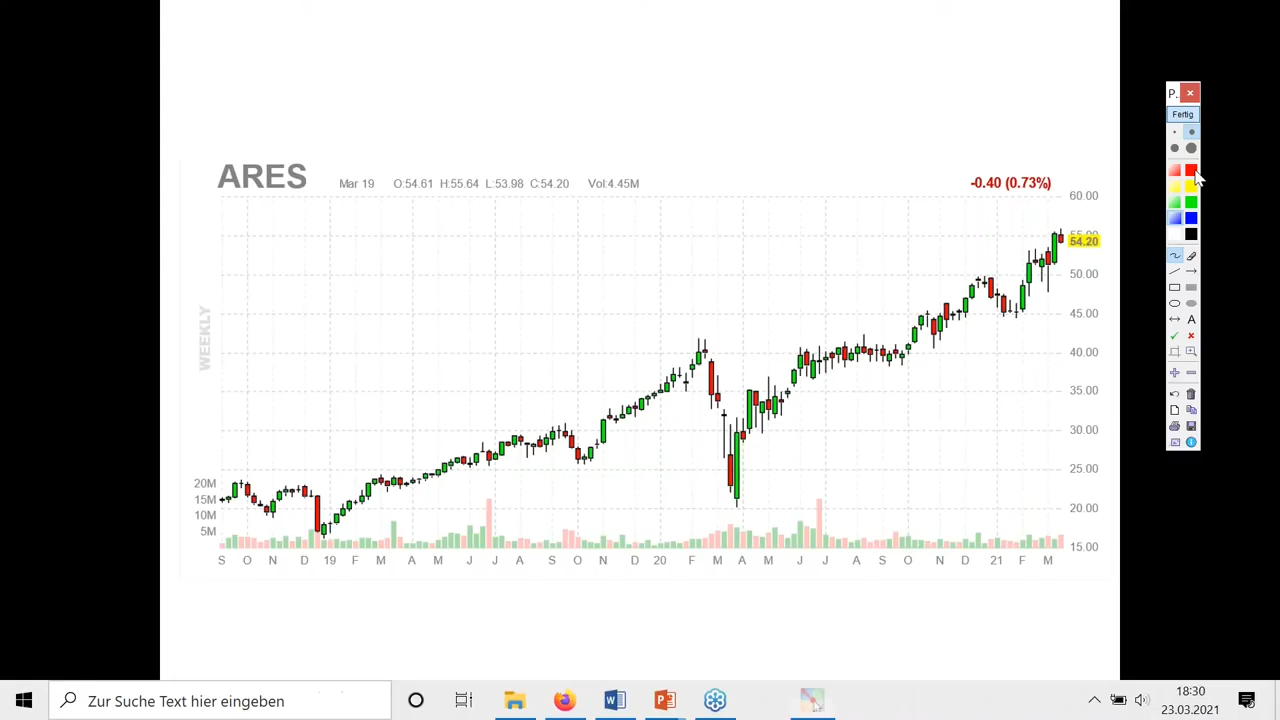 P.
Fertig
ARES
Mar 19 O:54.61 H:55.64 L:53.98 C:54.20 Vol:4.45M
-0.40 (0.73%)
60.00
54.20
50.00
45.00
40.00
35.00
30.00
25.00
20.00
15.00
WEEKLY
20M
15M
10M
5M
S O N D 19 F M A M J J A S O N D 20 F M A M J J A S O N D 21 F M
A
Zur Suche Text hier eingeben
18:30
23.03.2021